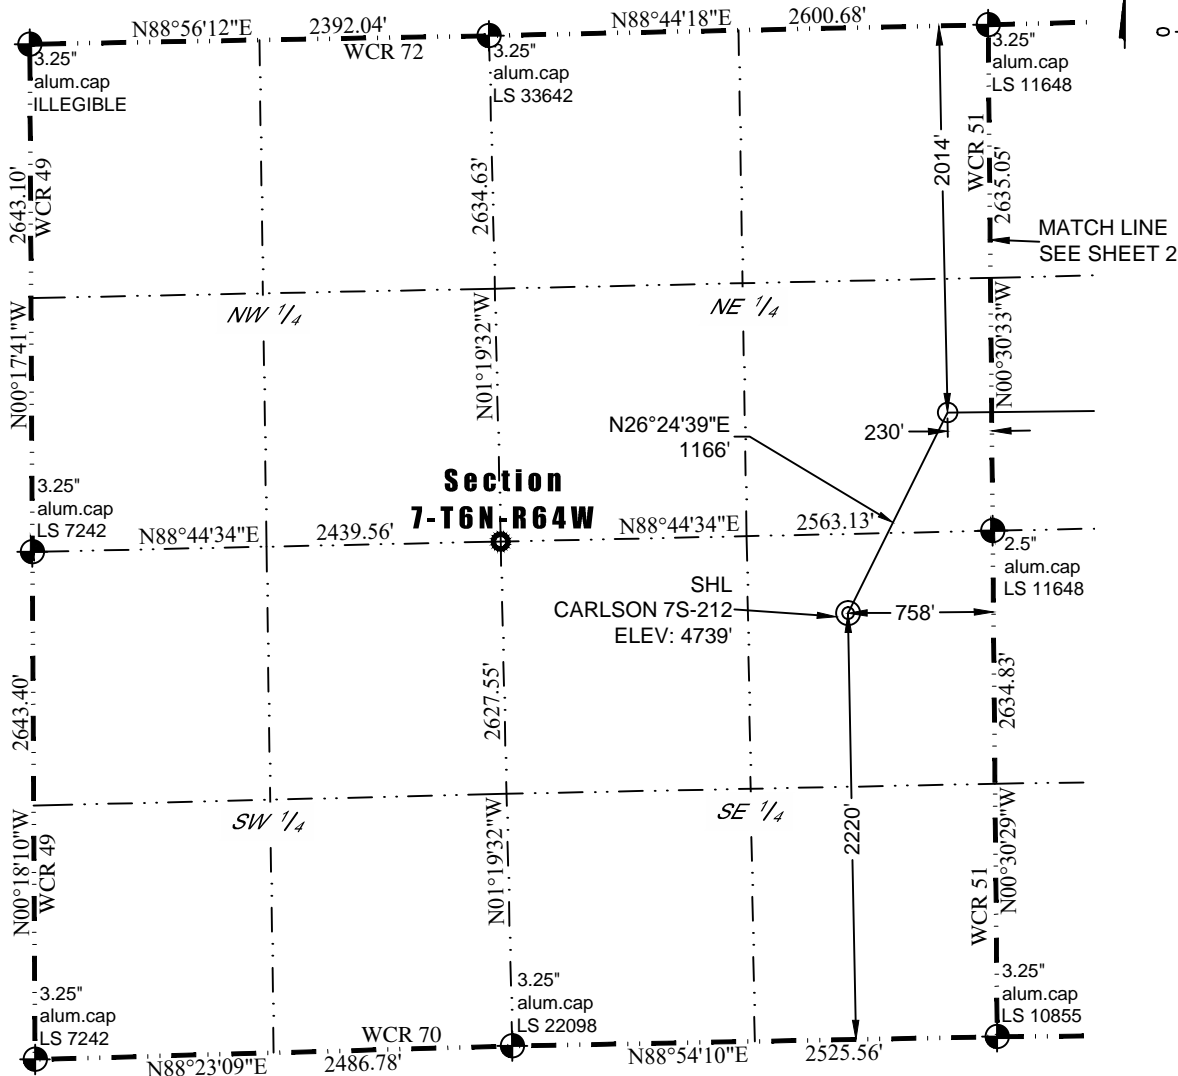 N88°56'12"E 2392.04'
N88°44'18"E 2600.68'
WCR 72
0
3.25"
alum.cap
ILLEGIBLE
3.25"
alum.cap
LS 33642
3.25"
alum.cap
LS 11648
2643.10'
WCR 49
2634.63'
2014'
WCR 51
2635.05'
MATCH LINE
SEE SHEET 2
NW 1/4
NE 1/4
N00°17'41"W
N01°19'32"W
N00°30'33"W
N26°24'39"E
1166'
230'
Section
7-T6N-R64W
3.25"
alum.cap
LS 7242
N88°44'34"E 2439.56'
N88°44'34"E 2563.13'
2.5"
alum.cap
LS 11648
SHL
CARLSON 7S-212
ELEV: 4739'
758'
2643.40'
2627.55'
2634.83'
SW 1/4
SE 1/4
N00°18'10"W
WCR 49
N01°19'32"W
2220'
WCR 51
N00°30'29"W
3.25"
alum.cap
LS 7242
3.25"
alum.cap
LS 22098
3.25"
alum.cap
LS 10855
WCR 70
N88°23'09"E 2486.78'
N88°54'10"E 2525.56'